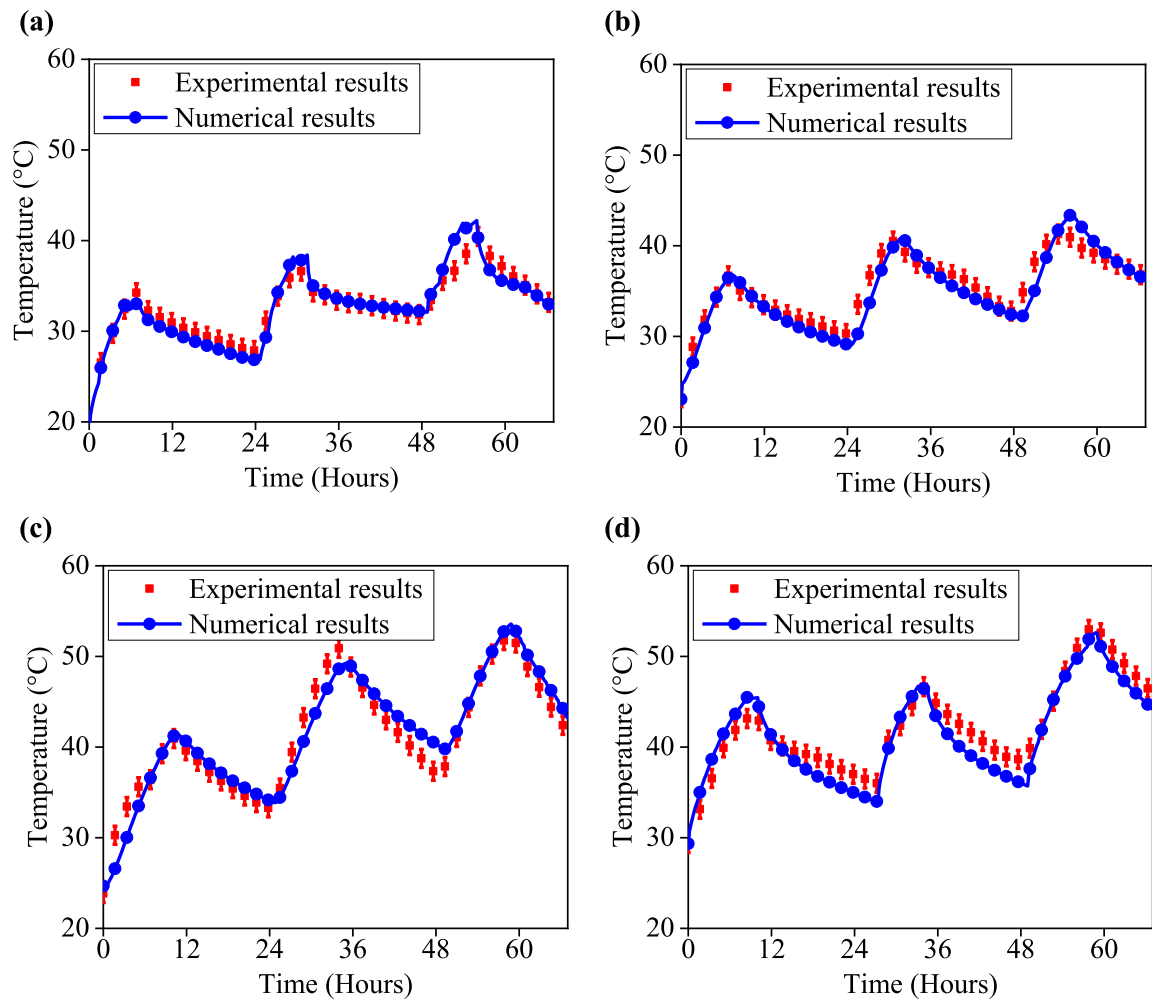 (a)
60
50
40
30
20
Temperature (°C)
Experimental results
Numerical results
0 12 24 36 48 60
Time (Hours)
(b)
60
50
40
30
20
Temperature (°C)
Experimental results
Numerical results
0 12 24 36 48 60
Time (Hours)
(c)
60
50
40
30
20
Temperature (°C)
Experimental results
Numerical results
0 12 24 36 48 60
Time (Hours)
(d)
60
50
40
30
20
Temperature (°C)
Experimental results
Numerical results
0 12 24 36 48 60
Time (Hours)